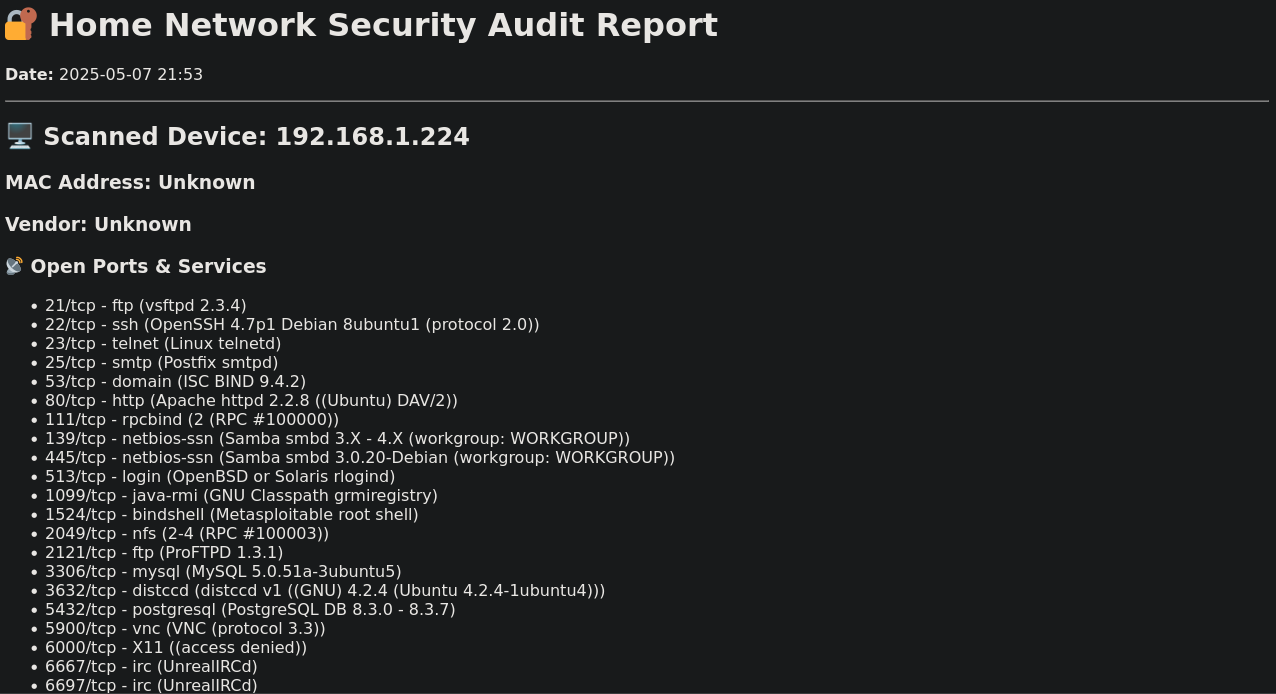 Home Network Security Audit Report
Date: 2025-05-07 21:53
Scanned Device: 192.168.1.224
MAC Address: Unknown
Vendor: Unknown
Open Ports & Services
• 21/tcp - ftp (vsftpd 2.3.4)
• 22/tcp - ssh (OpenSSH 4.7p1 Debian 8ubuntu1 (protocol 2.0))
• 23/tcp - telnet (Linux telnetd)
• 25/tcp - smtp (Postfix smtpd)
• 53/tcp - domain (ISC BIND 9.4.2)
• 80/tcp - http (Apache httpd 2.2.8 ((Ubuntu) DAV/2))
• 111/tcp - rpcbind (2 (RPC #100000))
• 139/tcp - netbios-ssn (Samba smbd 3.X - 4.X (workgroup: WORKGROUP))
• 445/tcp - netbios-ssn (Samba smbd 3.0.20-Debian (workgroup: WORKGROUP))
• 513/tcp - login (OpenBSD or Solaris rlogind)
• 1099/tcp - java-rmi (GNU Classpath grmiregistry)
• 1524/tcp - bindshell (Metasploitable root shell)
• 2049/tcp - nfs (2-4 (RPC #100003))
• 2121/tcp - ftp (ProFTPD 1.3.1)
• 3306/tcp - mysql (MySQL 5.0.51a-3ubuntu5)
• 3632/tcp - distccd (distccd v1 ((GNU) 4.2.4 (Ubuntu 4.2.4-1ubuntu4)))
• 5432/tcp - postgresql (PostgreSQL DB 8.3.0 - 8.3.7)
• 5900/tcp - vnc (VNC (protocol 3.3))
• 6000/tcp - X11 ((access denied))
• 6667/tcp - irc (UnrealIRCd)
• 6697/tcp - irc (UnrealIRCd)